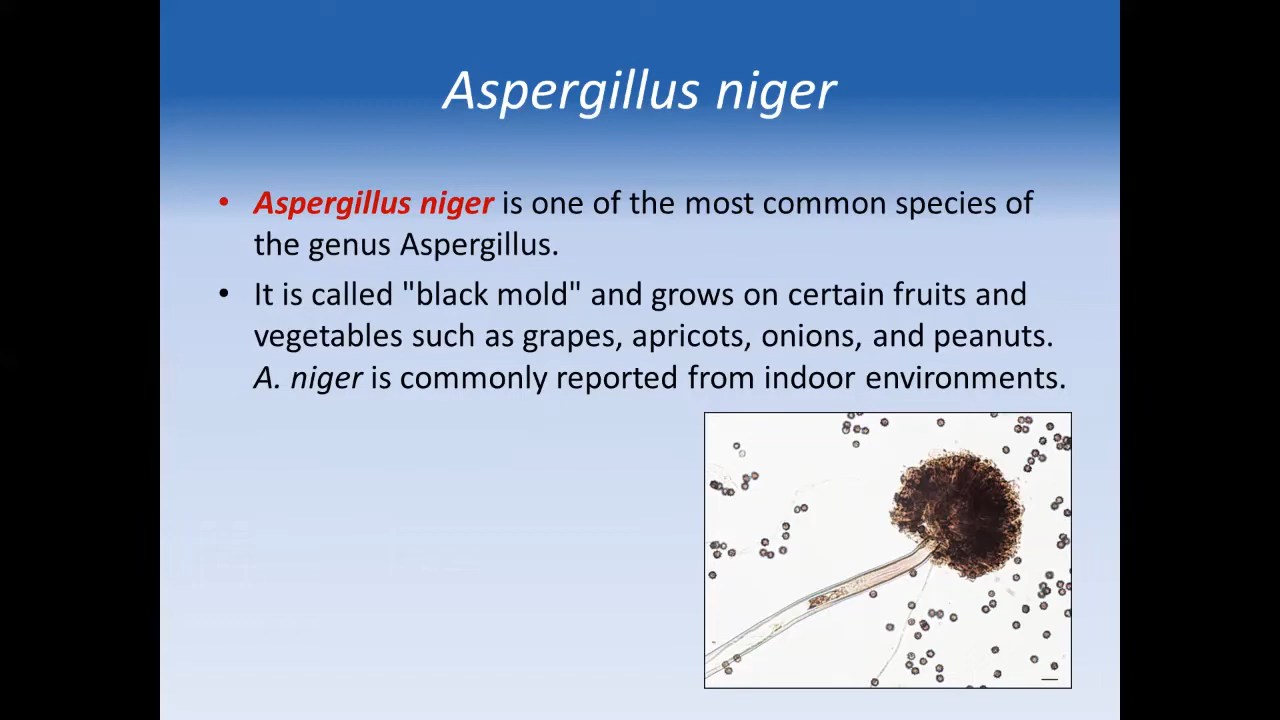 Aspergillus niger
• Aspergillus niger is one of the most common species of
the genus Aspergillus.
• It is called "black mold" and grows on certain fruits and
vegetables such as grapes, apricots, onions, and peanuts.
A. niger is commonly reported from indoor environments.